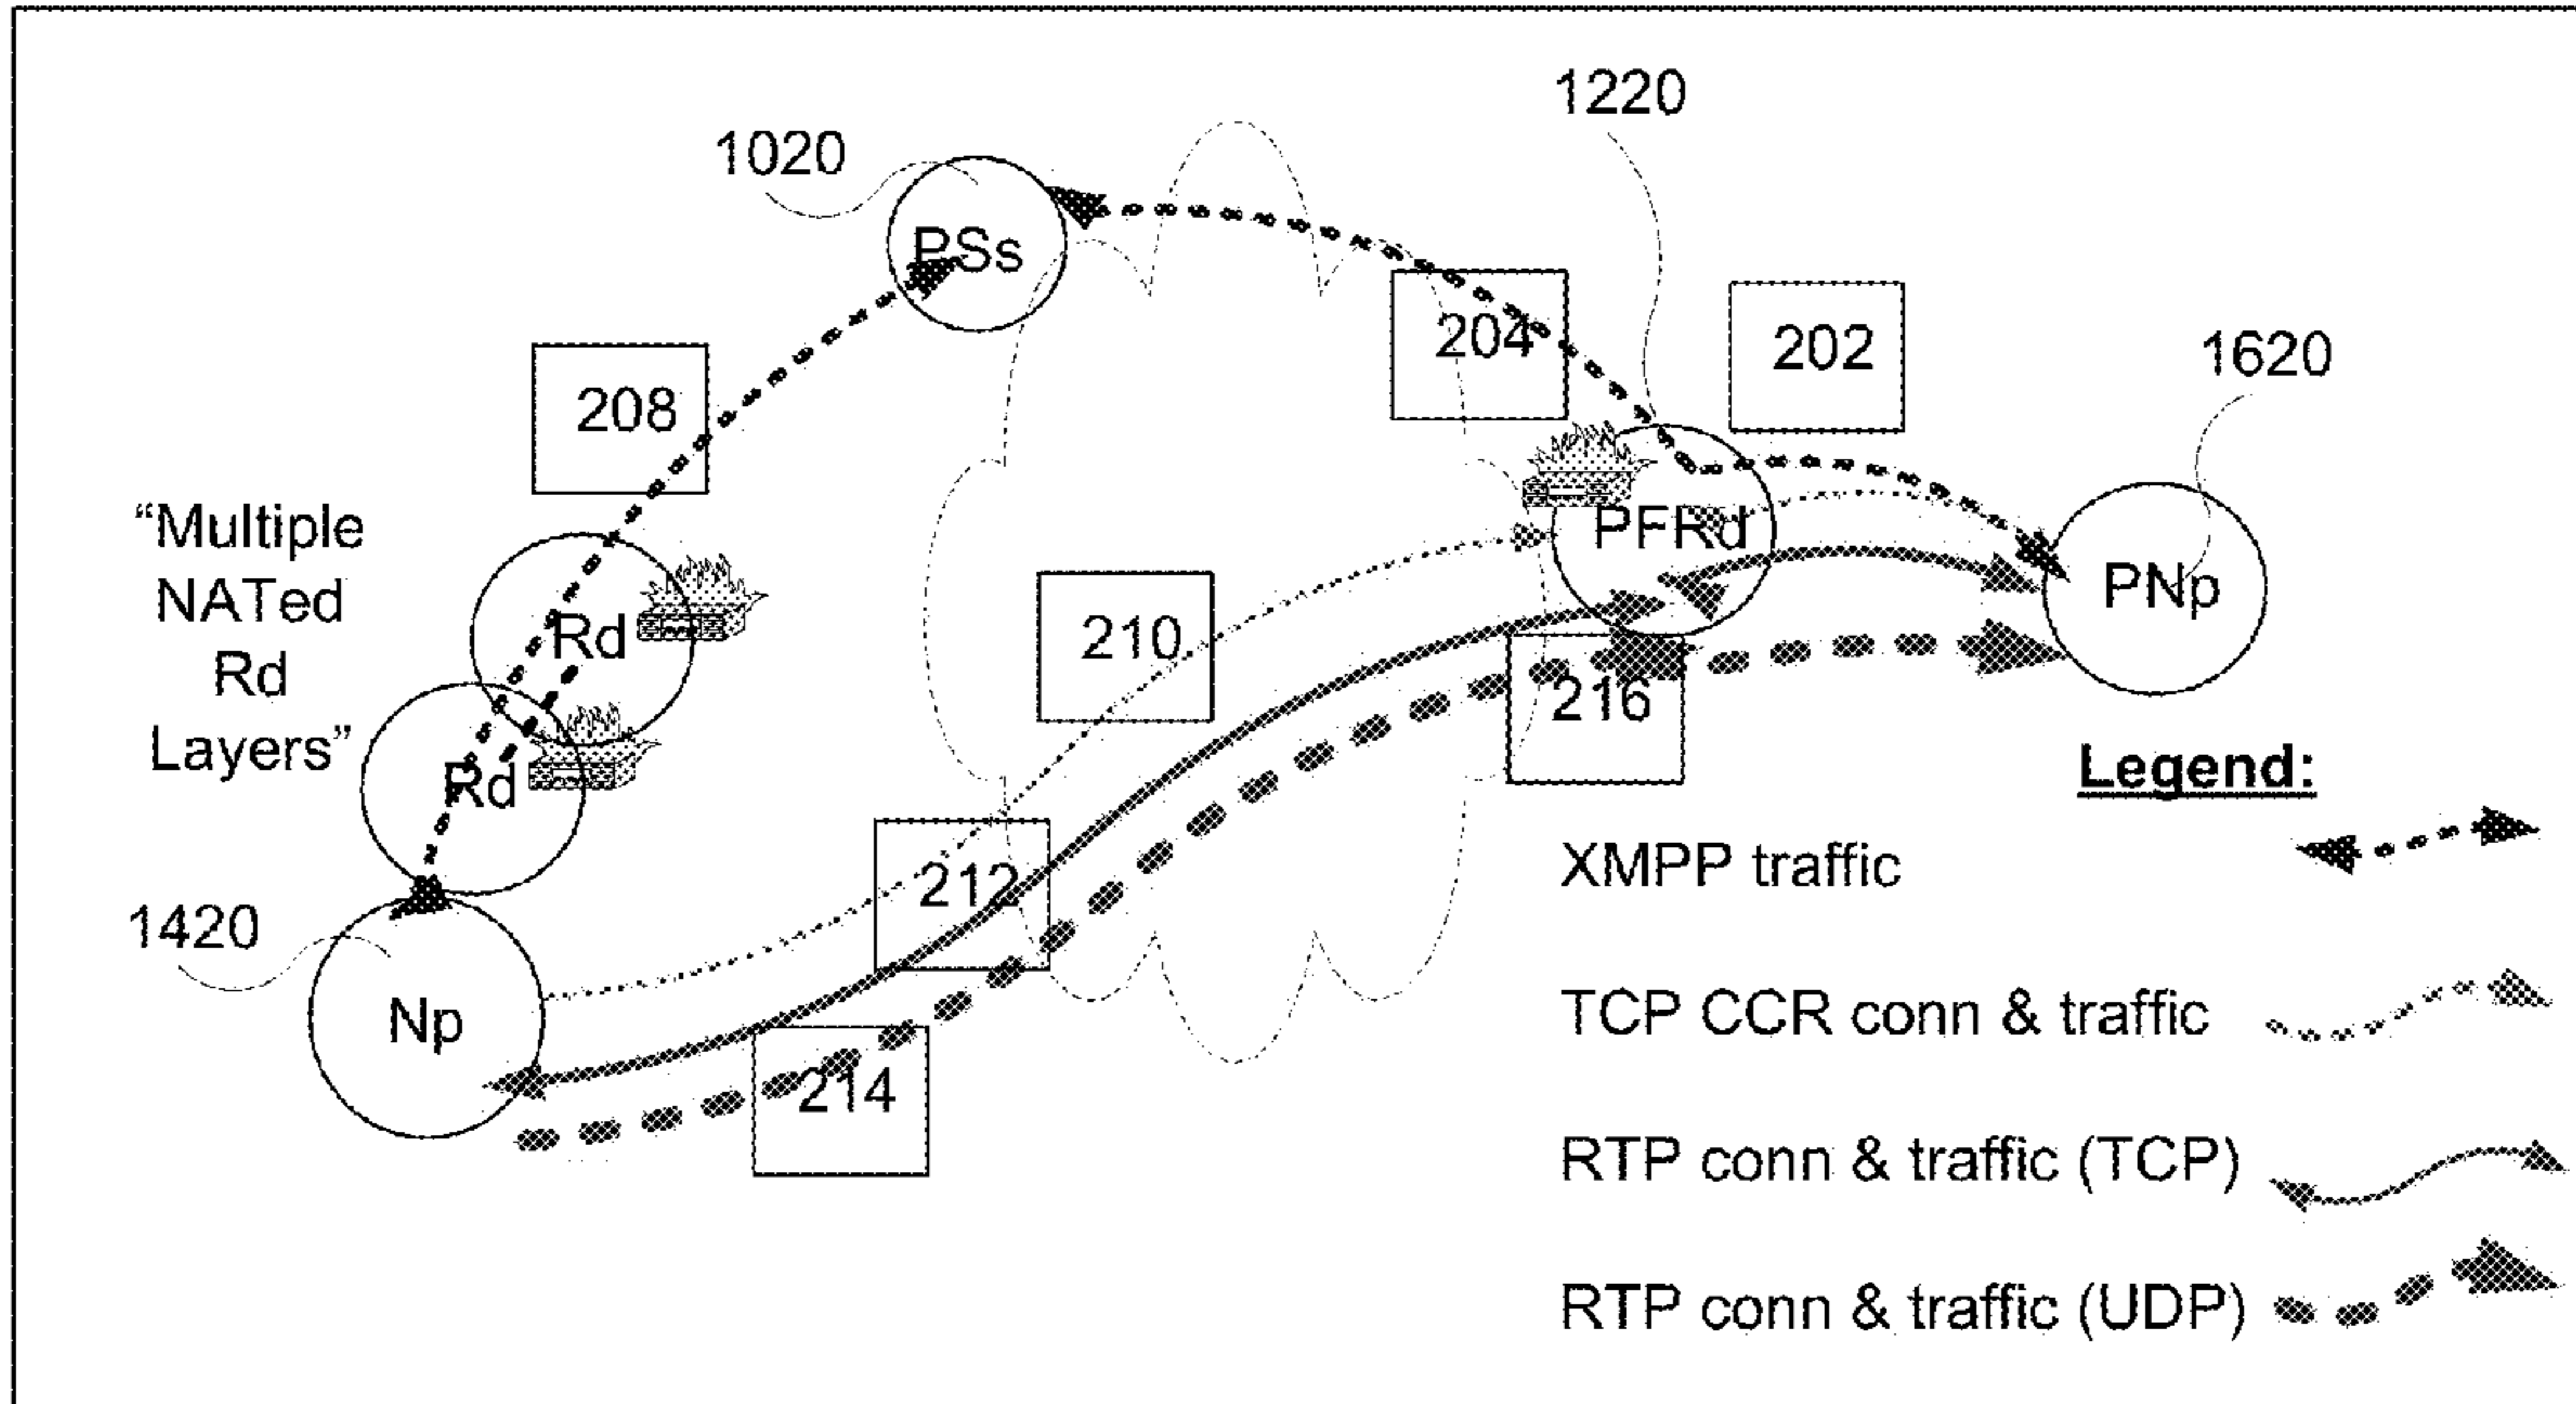 1220
1020
PSs
204
202
1620
208
"Multiple
NATed
Rd
Layers"
PFRd
PNp
Rd
210
216
Rd
Legend:
212
XMPP traffic
1420
Np
TCP CCR conn & traffic
214
RTP conn & traffic (TCP)
RTP conn & traffic (UDP)